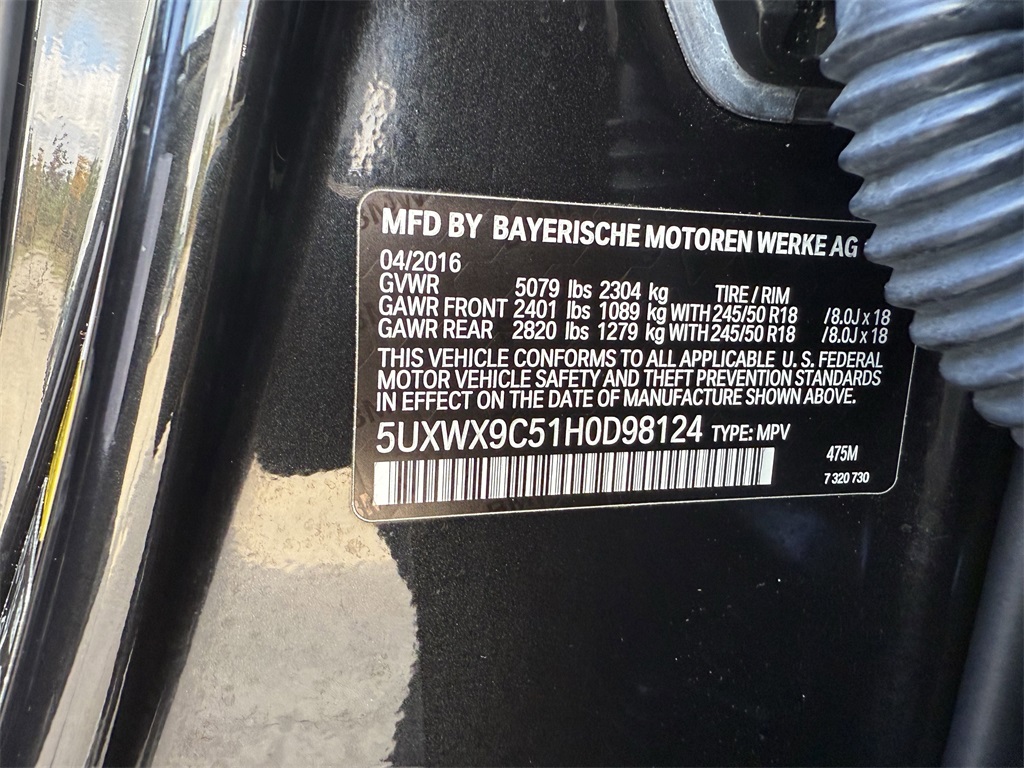 MFD BY BAYERISCHE MOTOREN WERKE AG
04/2016
GVWR 5079 lbs 2304 kg TIRE / RIM
GAWR FRONT 2401 lbs 1089 kg WITH 245/50 R18 /8.0J x 18
GAWR REAR 2820 lbs 1279 kg WITH 245/50 R18 /8.0J x 18
THIS VEHICLE CONFORMS TO ALL APPLICABLE U. S. FEDERAL
MOTOR VEHICLE SAFETY AND THEFT PREVENTION STANDARDS
IN EFFECT ON THE DATE OF MANUFACTURE SHOWN ABOVE.
5UXWX9C51H0D98124 TYPE: MPV
475M
7 320 730